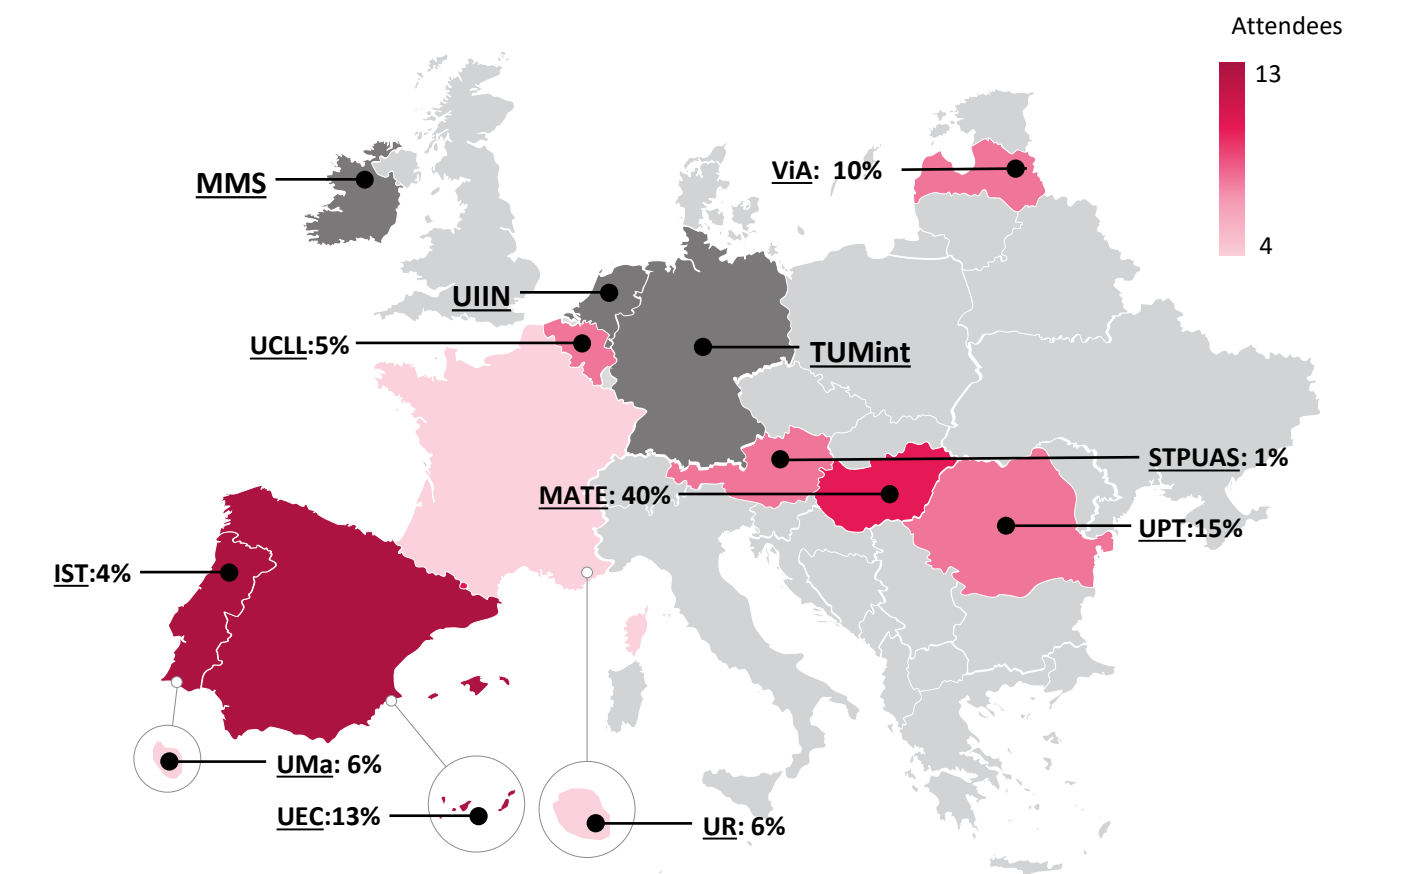 Attendees
13
4
ViA:  10%
MMS
UIIN
UCLL:5%
TUMint
STPUAS: 1%
MATE: 40%
UPT:15%
IST:4%
UMa: 6%
UEC:13%
UR: 6%